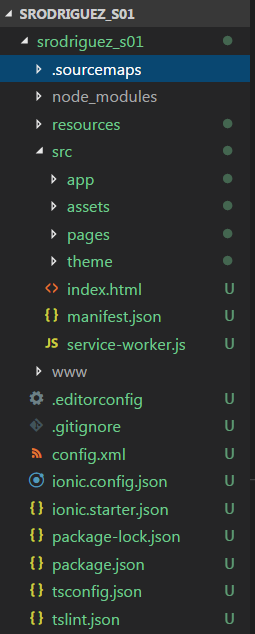 SRODRIGUEZ_S01
srodriguez_s01
.sourcemaps
node_modules
resources
src
app
assets
pages
theme
<> index.html U
{ } manifest.json U
JS service-worker.js U
www
.editorconfig U
.gitignore U
config.xml U
ionic.config.json U
{ } ionic.starter.json U
{ } package-lock.json U
{ } package.json U
{ } tsconfig.json U
{ } tslint.json U